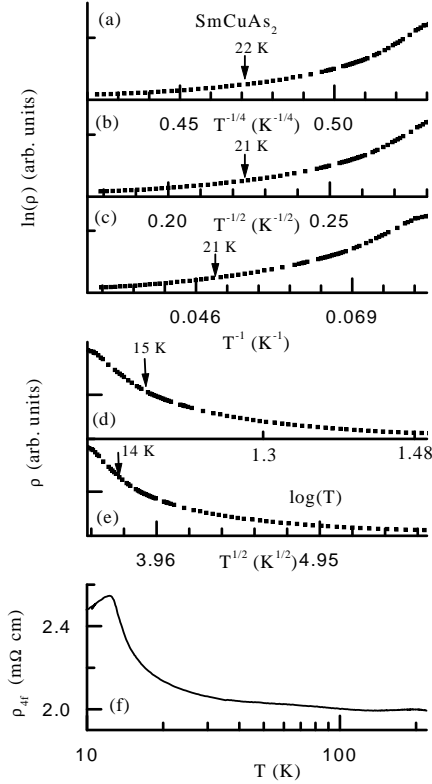 (a)
SmCuAs₂
22 K
(b)
0.45 T⁻¹/⁴ (K⁻¹/⁴) 0.50
21 K
ln(ρ) (arb. units)
(c)
0.20 T⁻¹/² (K⁻¹/²) 0.25
21 K
0.046 0.069
T⁻¹ (K⁻¹)
15 K
(d)
ρ (arb. units)
1.3 1.48
14 K
log(T)
(e)
3.96 T¹/² (K¹/²) 4.95
2.4
ρ₄f (mΩ cm)
2.0
(f)
10 100
T (K)